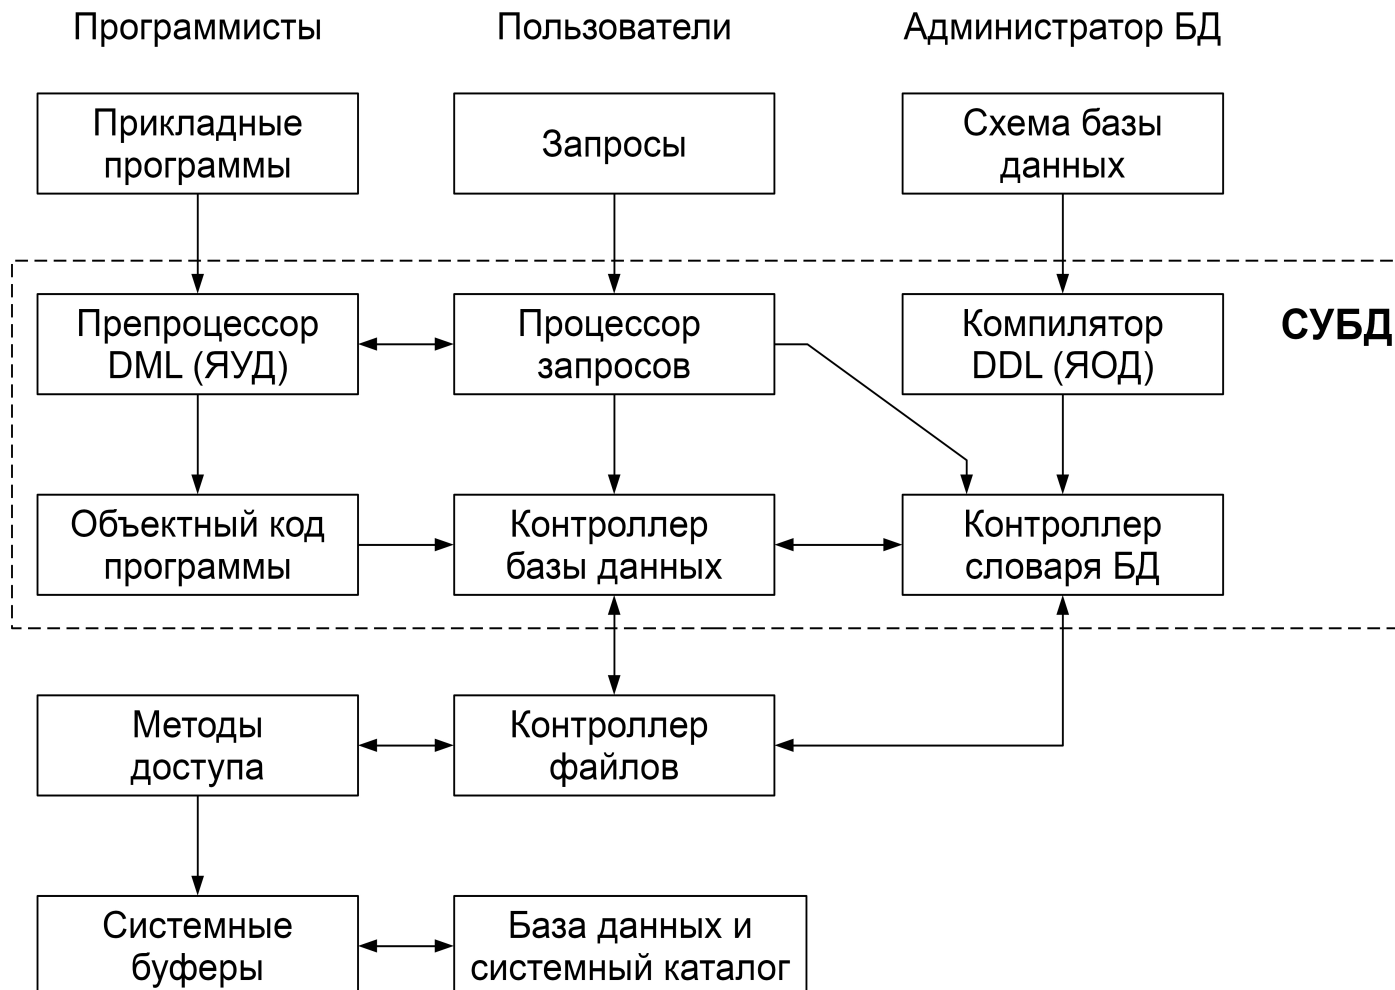 Программисты
Пользователи
Администратор БД
Прикладные
программы
Запросы
Схема базы
данных
Препроцессор
DML (ЯУД)
Процессор
запросов
Компилятор
DDL (ЯОД)
СУБД
Объектный код
программы
Контроллер
базы данных
Контроллер
словаря БД
Методы
доступа
Контроллер
файлов
Системные
буферы
База данных и
системный каталог